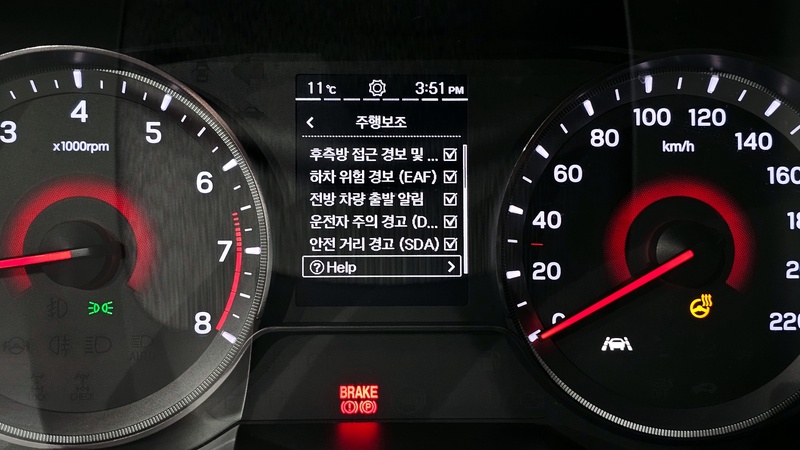 11℃ 3:51 PM
주행보조
후측방 접근 경보 및 ...
하차 위험 경보 (EAF)
전방 차량 출발 알림
운전자 주의 경고 (D...
안전 거리 경고 (SDA)
Help
3 4 5 6 7 8
x1000rpm
0 20 40 60 80 100 120 140 160 220
km/h
BRAKE
(!) (P)